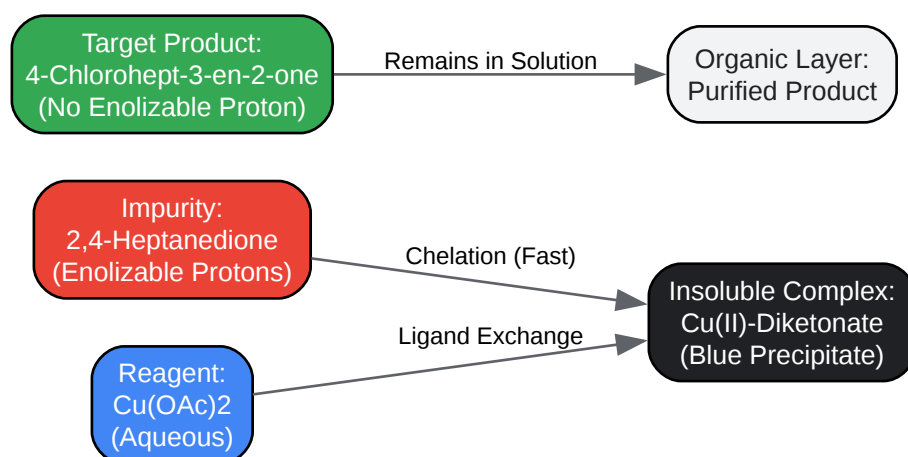 Target Product:
4-Chlorohept-3-en-2-one
(No Enolizable Proton)
Remains in Solution
Organic Layer:
Purified Product
Impurity:
2,4-Heptanedione
(Enolizable Protons)
Chelation (Fast)
Insoluble Complex:
Cu(II)-Diketonate
(Blue Precipitate)
Ligand Exchange
Reagent:
Cu(OAc)2
(Aqueous)